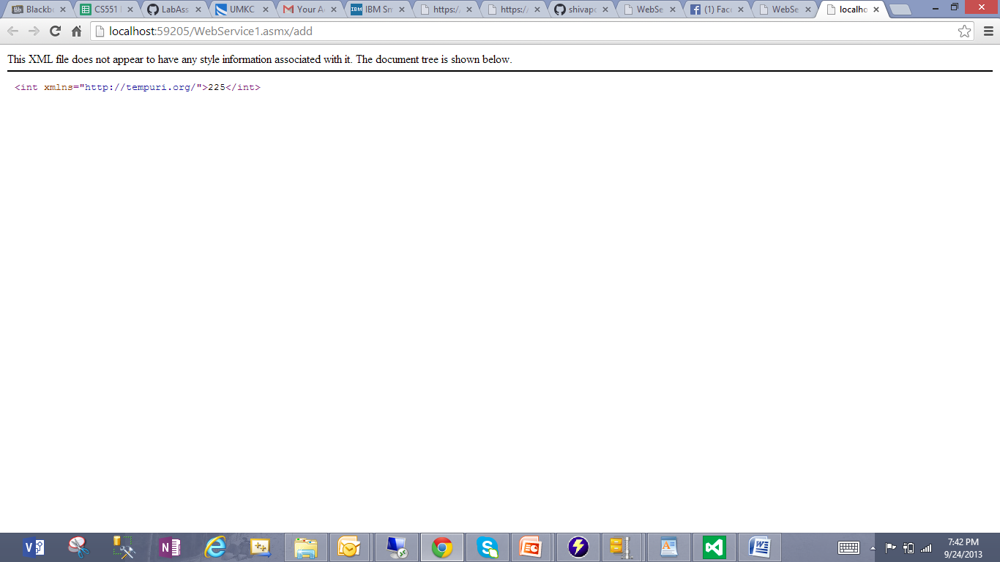 Blackb
CS551
LabAss
UMKC
Your A
IBM Sm
https:/
https:/
shivap
WebSe
(1) Face
WebSe
localho
localhost:59205/WebService1.asmx/add
This XML file does not appear to have any style information associated with it. The document tree is shown below.
<int xmlns="http://tempuri.org/">225</int>
7:42 PM
9/24/2013